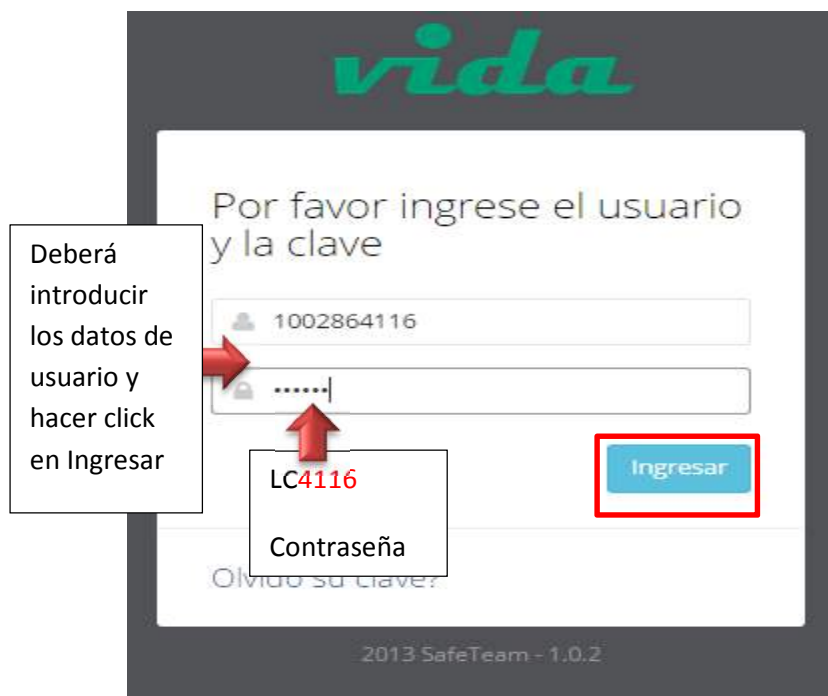 vida
Por favor ingrese el usuario
y la clave
Deberá
introducir
los datos de
usuario y
hacer click
en Ingresar
1002864116
••••••
LC4116
Contraseña
Ingresar
Olvido su clave?
2013 SafeTeam - 1.0.2